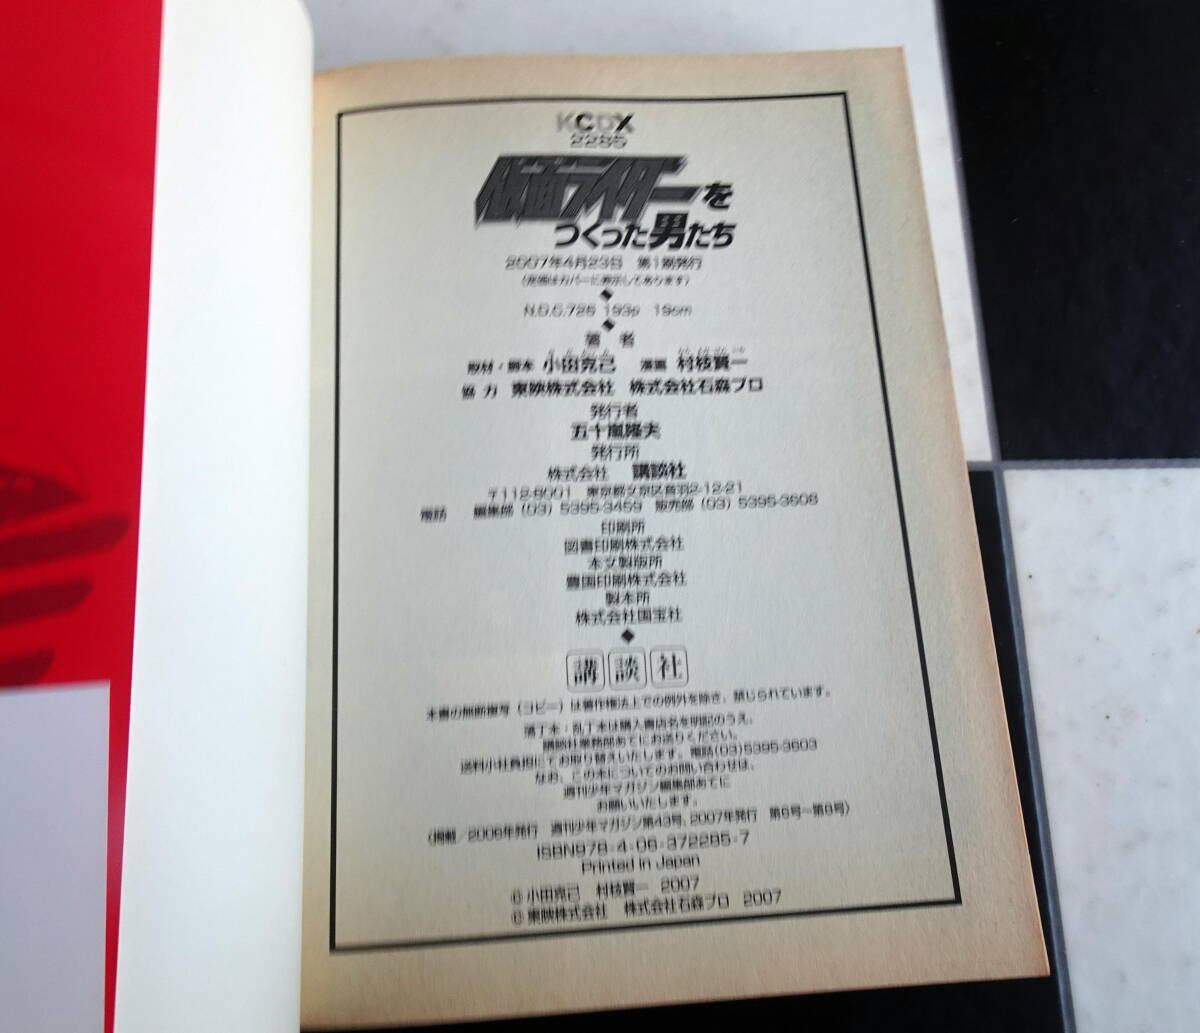 KCDX
2285
仮面ライダーを
つくった男たち
2007年4月23日 第1刷発行
(定価はカバーに表示してあります)
N.D.C.726 193p 19cm
著 者
取材・脚本 小田克己 漫画 村枝賢一
協 力 東映株式会社 株式会社石森プロ
発行者
五十嵐隆夫
発行所
株式会社 講談社
〒112-8001 東京都文京区音羽2-12-21
電話 編集部 (03) 5395-3459 販売部 (03) 5395-3608
印刷所
図書印刷株式会社
本文製版所
豊国印刷株式会社
製本所
株式会社国宝社
講談社
本書の無断複写(コピー)は著作権法上での例外を除き、禁じられています。
落丁本・乱丁本は購入書店名を明記のうえ、
講談社業務部あてにお送りください。
送料小社負担にてお取り替えいたします。電話(03)5395-3603
なお、この本についてのお問い合わせは、
週刊少年マガジン編集部あてに
お願いいたします。
(掲載/2006年発行 週刊少年マガジン第43号、2007年発行 第6号〜第8号)
ISBN978-4-06-372285-7
Printed in Japan
© 小田克己 村枝賢一 2007
© 東映株式会社 株式会社石森プロ 2007